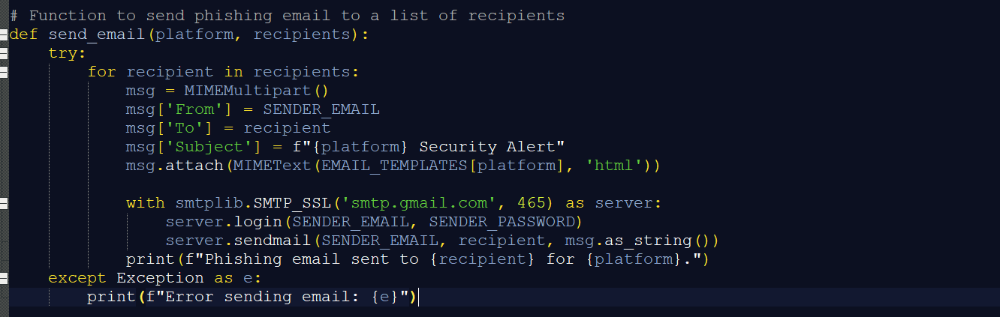 # Function to send phishing email to a list of recipients
def send_email(platform, recipients):
    try:
        for recipient in recipients:
            msg = MIMEMultipart()
            msg['From'] = SENDER_EMAIL
            msg['To'] = recipient
            msg['Subject'] = f"{platform} Security Alert"
            msg.attach(MIMEText(EMAIL_TEMPLATES[platform], 'html'))

            with smtplib.SMTP_SSL('smtp.gmail.com', 465) as server:
                server.login(SENDER_EMAIL, SENDER_PASSWORD)
                server.sendmail(SENDER_EMAIL, recipient, msg.as_string())
            print(f"Phishing email sent to {recipient} for {platform}.")
    except Exception as e:
        print(f"Error sending email: {e}")